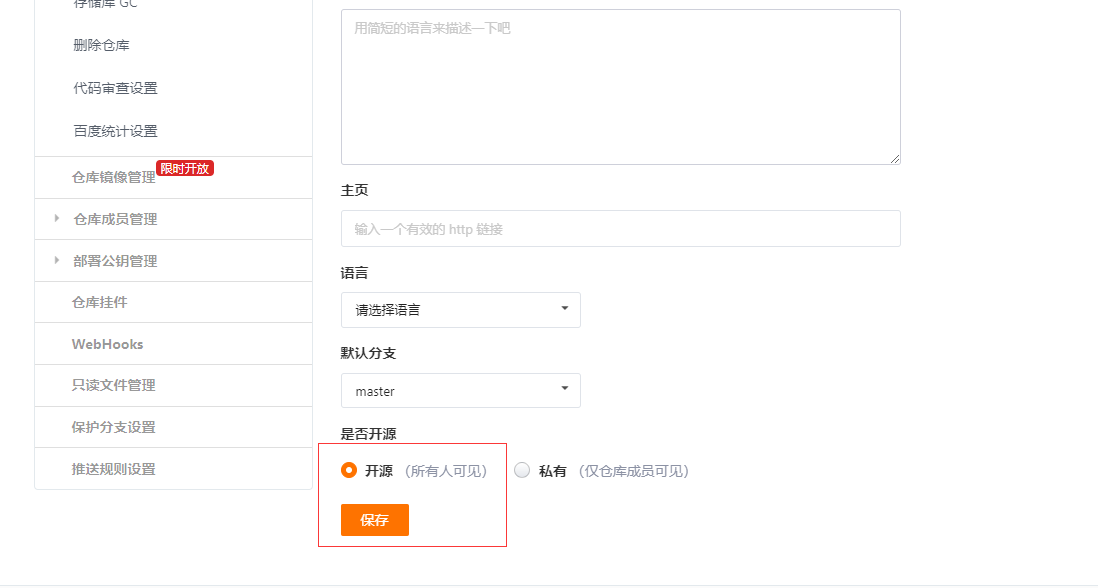 存储库 GC
删除仓库
代码审查设置
百度统计设置
仓库镜像管理
限时开放
仓库成员管理
部署公钥管理
仓库挂件
WebHooks
只读文件管理
保护分支设置
推送规则设置
用简短的语言来描述一下吧
主页
输入一个有效的 http 链接
语言
请选择语言
默认分支
master
是否开源
开源 (所有人可见) 私有 (仅仓库成员可见)
保存